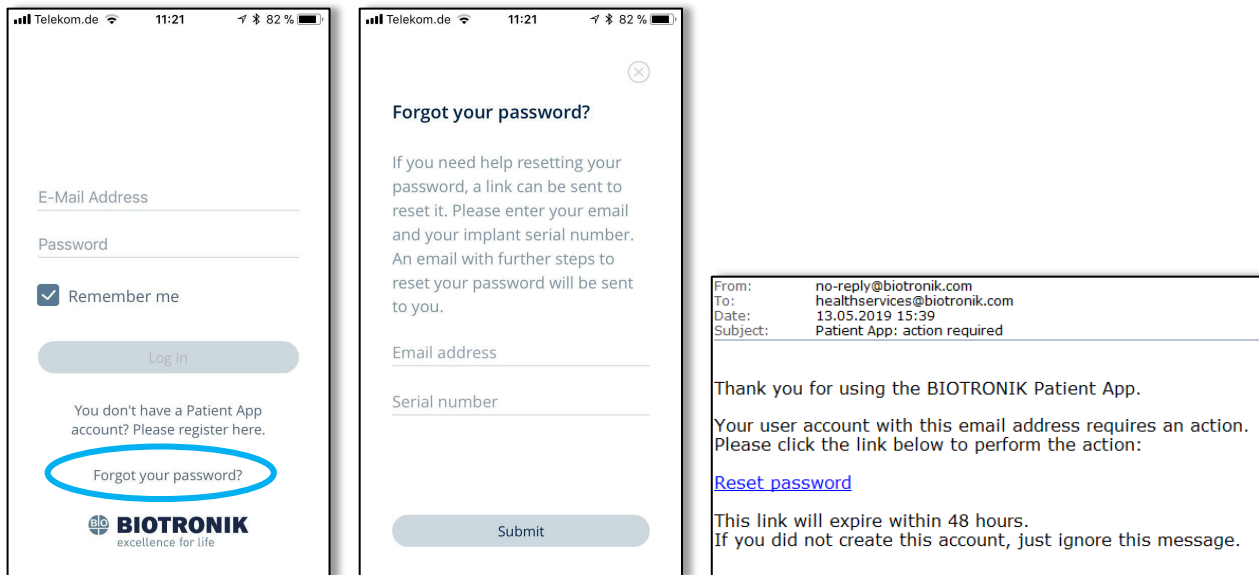 Telekom.de 11:21 82 %
E-Mail Address
Password
Remember me
Log In
You don't have a Patient App
account? Please register here.
Forgot your password?
BIO BIOTRONIK
excellence for life
Telekom.de 11:21 82 %
Forgot your password?
If you need help resetting your
password, a link can be sent to
reset it. Please enter your email
and your implant serial number.
An email with further steps to
reset your password will be sent
to you.
Email address
Serial number
Submit
From: no-reply@biotronik.com
To: healthservices@biotronik.com
Date: 13.05.2019 15:39
Subject: Patient App: action required
Thank you for using the BIOTRONIK Patient App.
Your user account with this email address requires an action.
Please click the link below to perform the action:
Reset password
This link will expire within 48 hours.
If you did not create this account, just ignore this message.